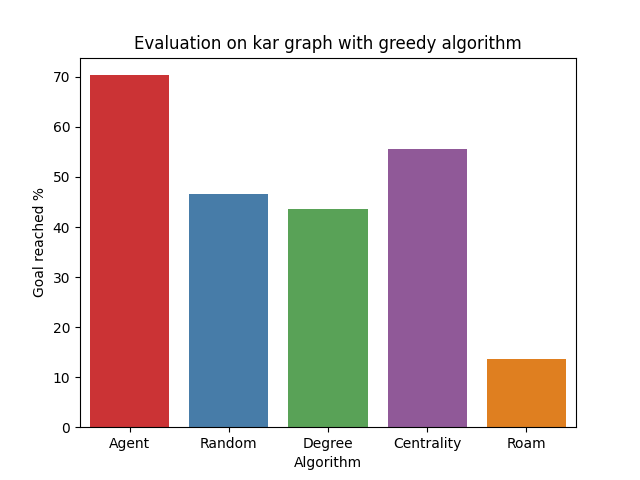 Evaluation on kar graph with greedy algorithm
Goal reached %
70
60
50
40
30
20
10
0
Agent Random Degree Centrality Roam
Algorithm